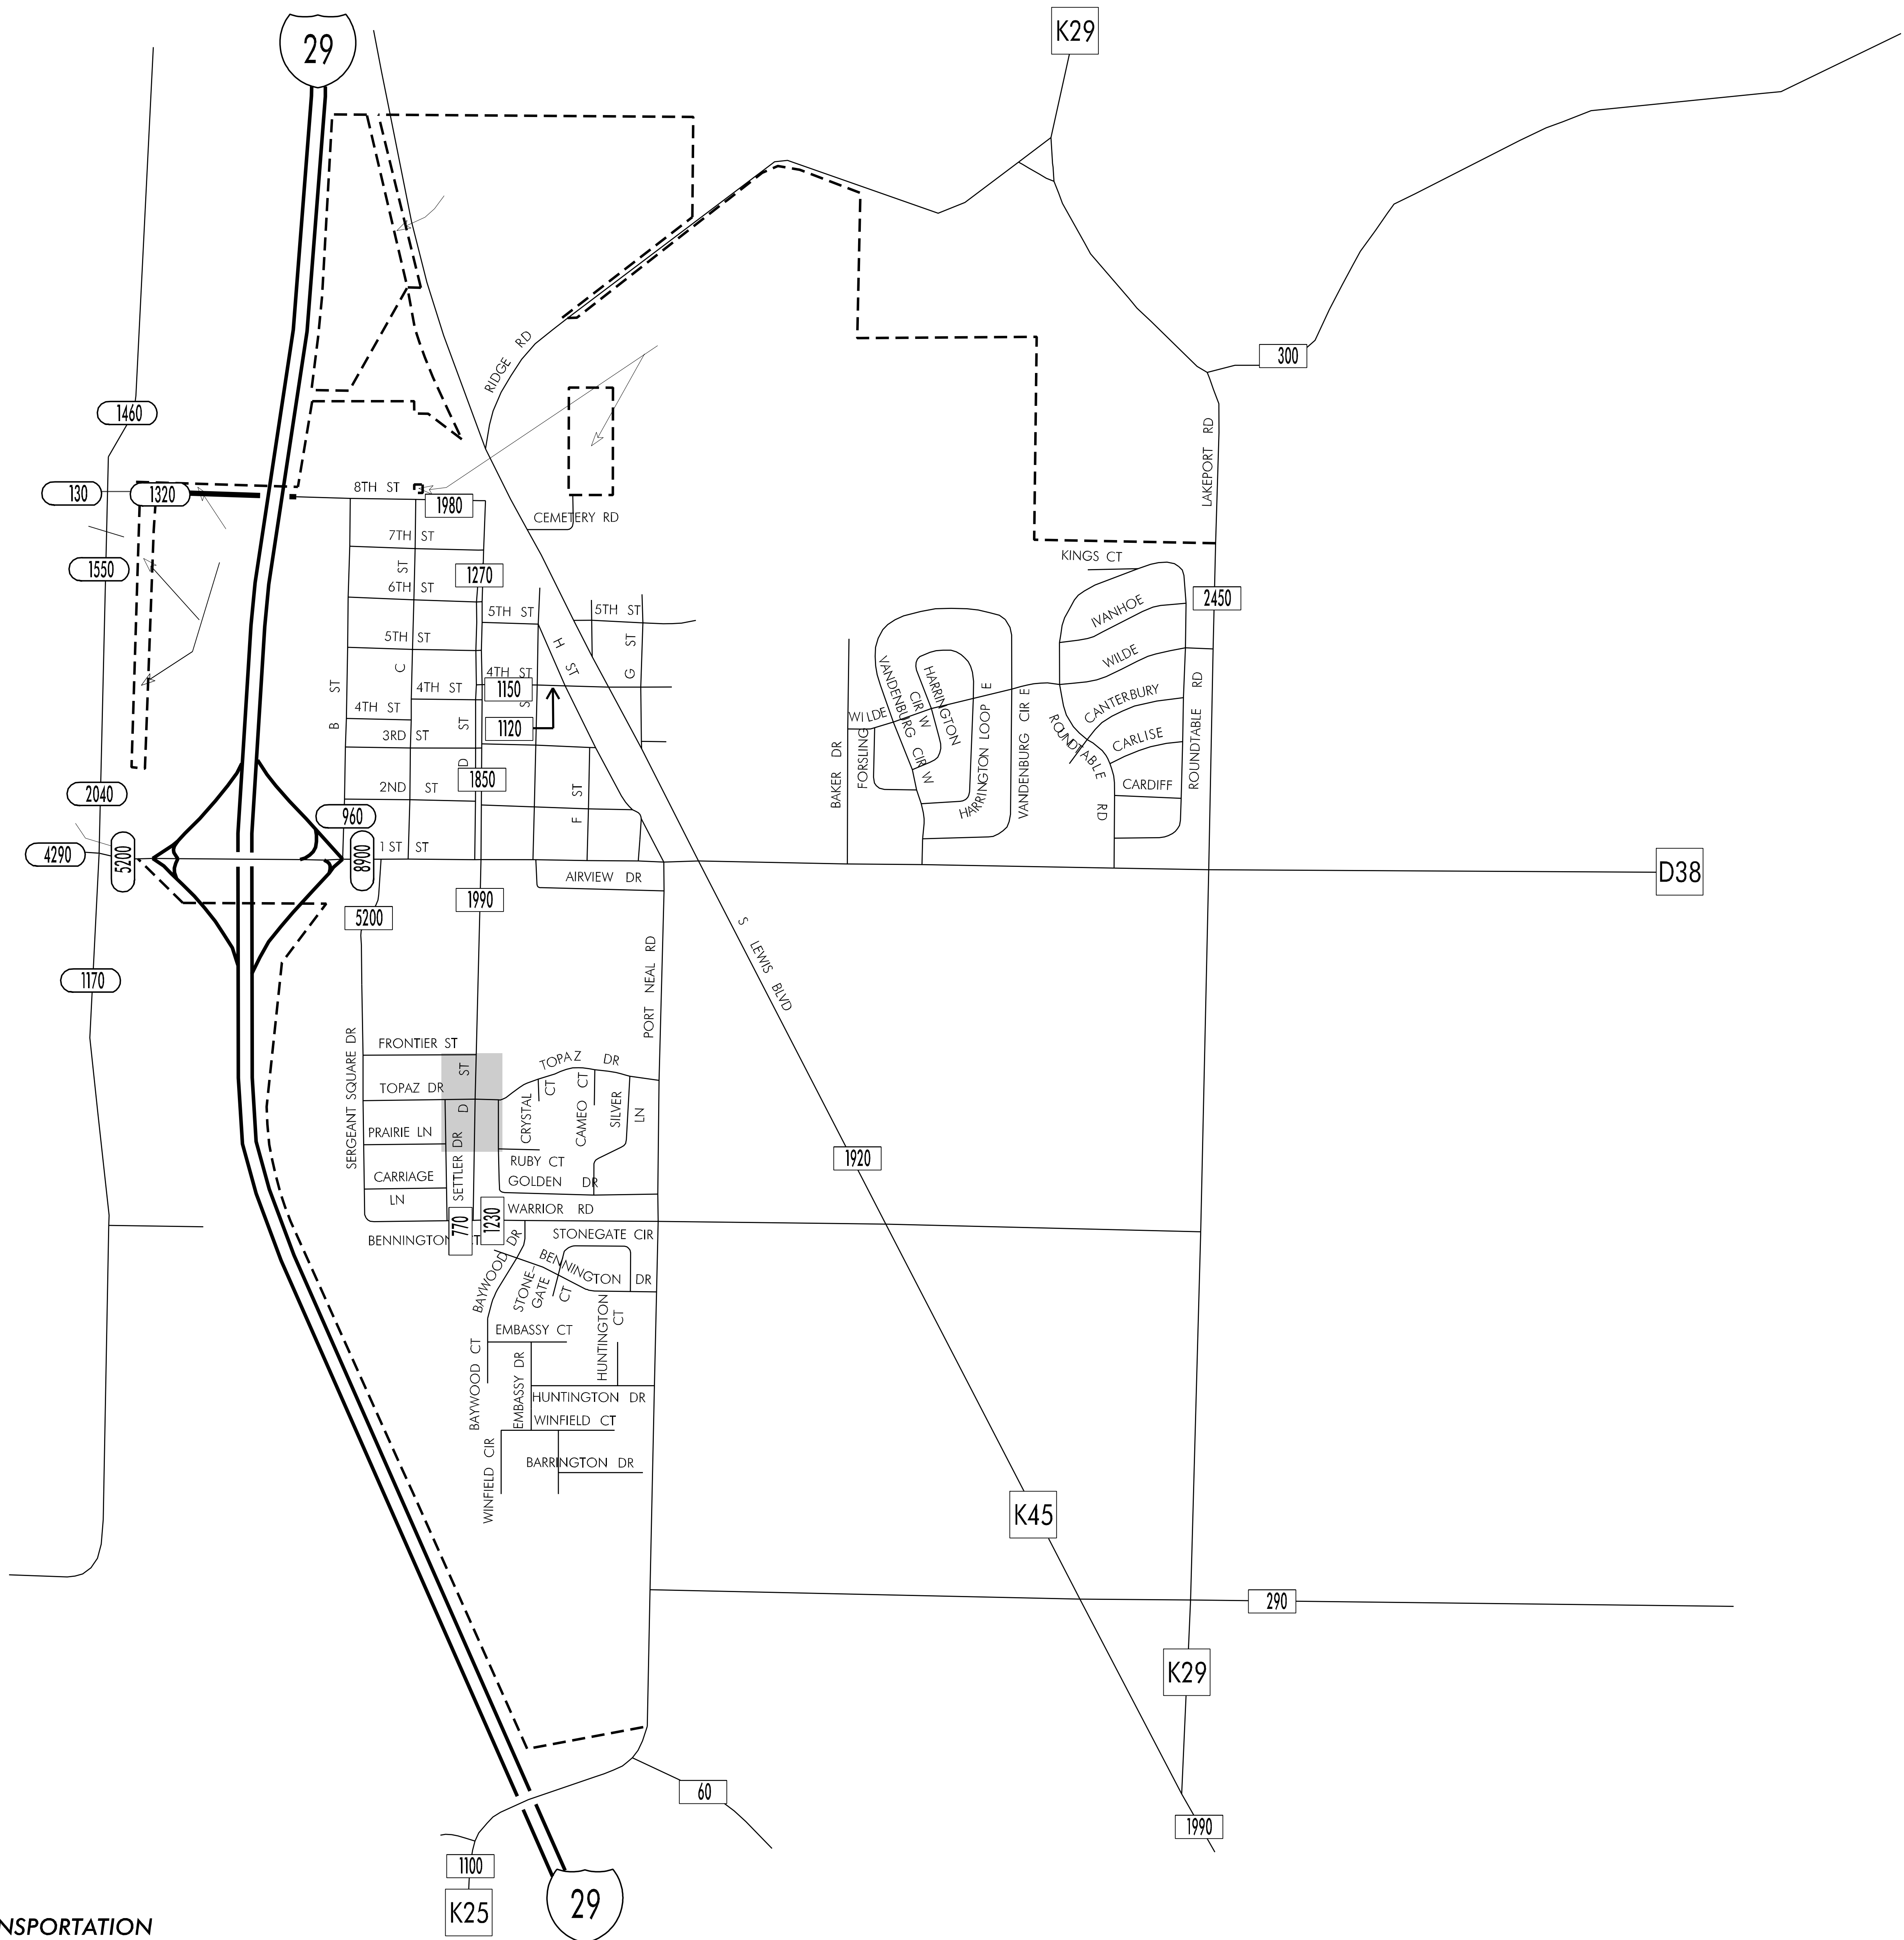 29
K29
RIDGE RD
300
1460
LAKEPORT RD
130
1320
8TH ST
1980
CEMETERY RD
7TH ST
KINGS CT
1550
ST
1270
6TH ST
2450
5TH ST
5TH ST
IVANHOE
5TH ST
H ST
G ST
C
WILDE
4TH ST
4TH ST
1150
B ST
VANDENBURG CIR W
HARRINGTON
CIR W
HARRINGTON LOOP E
VANDENBURG CIR E
CANTERBURY
4TH ST
WILDE
ROUNDTABLE RD
ROUNDTABLE RD
D ST
1120
3RD ST
CARLISE
BAKER DR
FORSLING
1850
2ND ST
CARDIFF
2040
F ST
960
1ST ST
4290
5200
8900
D38
AIRVIEW DR
1990
5200
S LEWIS BLVD
PORT NEAL RD
1170
SERGEANT SQUARE DR
FRONTIER ST
TOPAZ DR
D ST
TOPAZ DR
CRYSTAL CT
CAMEO CT
SILVER LN
PRAIRIE LN
SETTLER DR
RUBY CT
1920
CARRIAGE
LN
GOLDEN DR
770
1230
WARRIOR RD
BENNINGTON CT
STONEGATE CIR
BAYWOOD DR
BENNINGTON DR
STONE-
GATE
CT
HUNTINGTON CT
EMBASSY CT
BAYWOOD CT
EMBASSY DR
HUNTINGTON DR
WINFIELD CT
WINFIELD CIR
BARRINGTON DR
K45
290
K29
60
1990
1100
K25
29
NSPORTATION